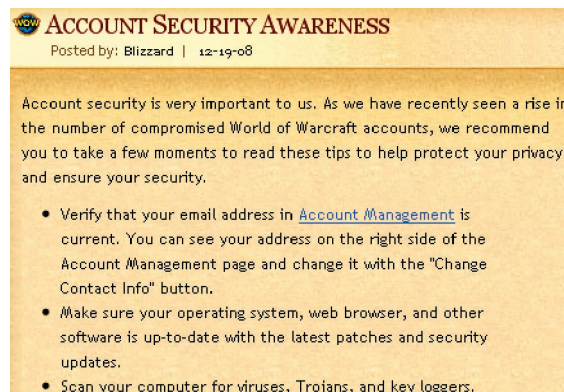 WOW ACCOUNT SECURITY AWARENESS
Posted by: Blizzard | 12-19-08
Account security is very important to us. As we have recently seen a rise in
the number of compromised World of Warcraft accounts, we recommend
you to take a few moments to read these tips to help protect your privacy
and ensure your security.
• Verify that your email address in Account Management is
current. You can see your address on the right side of the
Account Management page and change it with the "Change
Contact Info" button.
• Make sure your operating system, web browser, and other
software is up-to-date with the latest patches and security
updates.
• Scan your computer for viruses, Trojans, and key loggers.